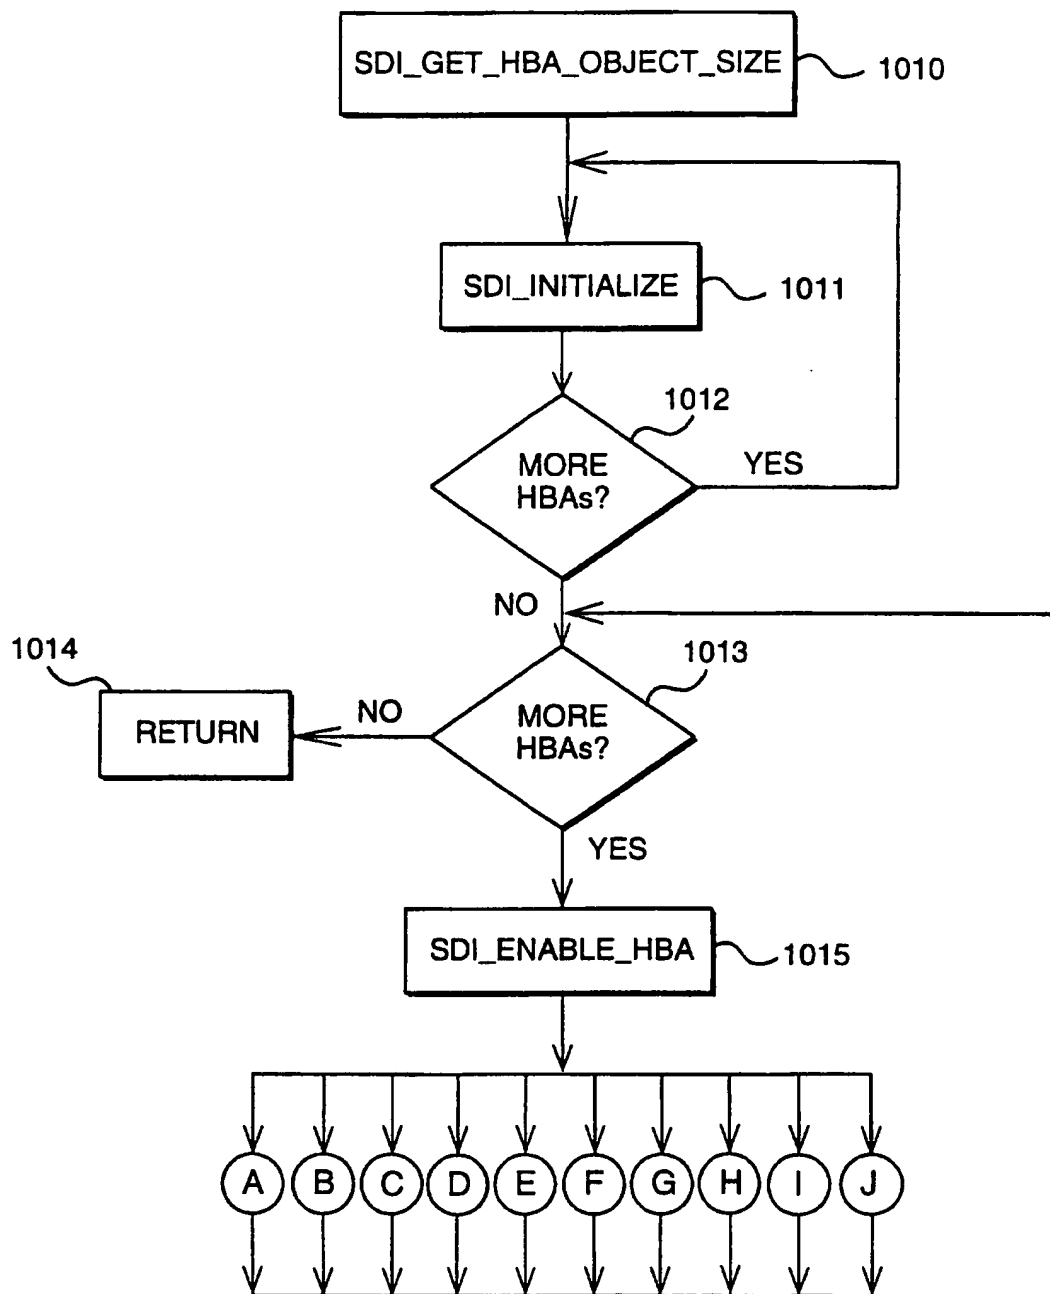 SDI_GET_HBA_OBJECT_SIZE
1010
SDI_INITIALIZE
1011
1012
MORE
HBAs?
YES
NO
1014
1013
NO
RETURN
MORE
HBAs?
YES
SDI_ENABLE_HBA
1015
A B C D E F G H I J